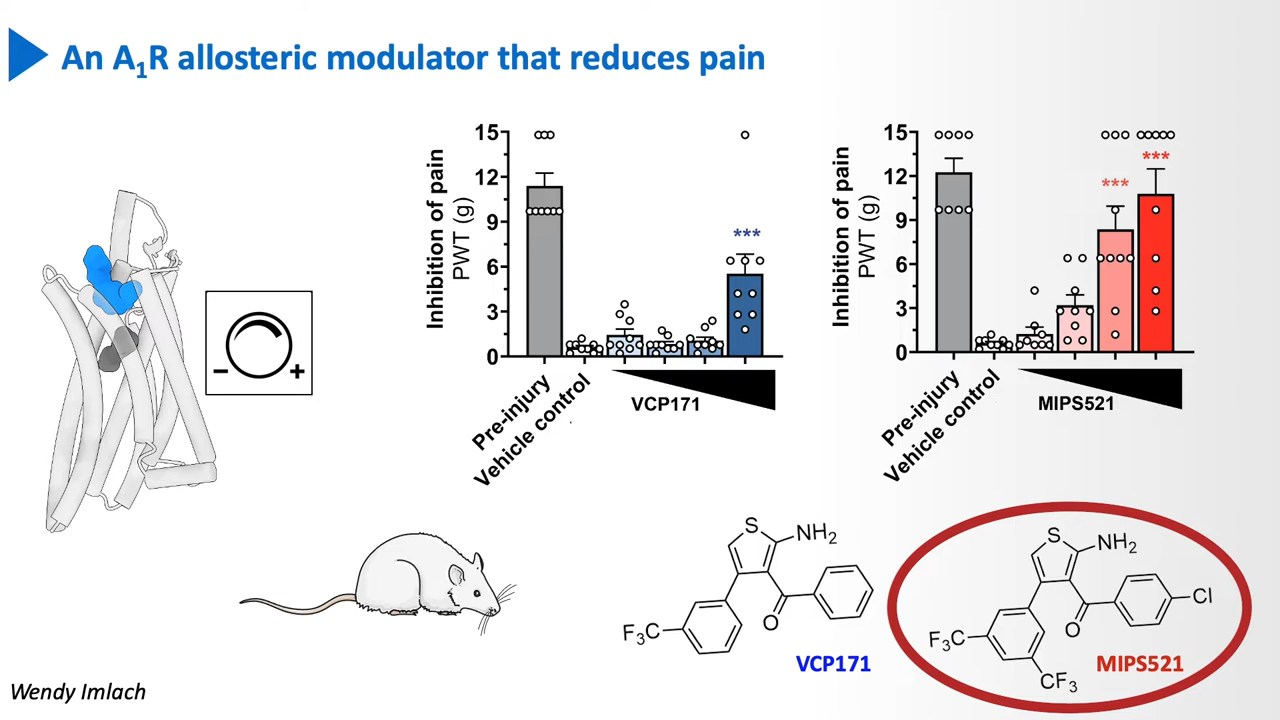 An A₁R allosteric modulator that reduces pain
Inhibition of pain
PWT (g)
15
12
9
6
3
0
***
Pre-injury
Vehicle control
VCP171
Inhibition of pain
PWT (g)
15
12
9
6
3
0
***
***
Pre-injury
Vehicle control
MIPS521
− +
S
NH₂
O
F₃C
VCP171
S
NH₂
O
Cl
F₃C
CF₃
MIPS521
Wendy Imlach